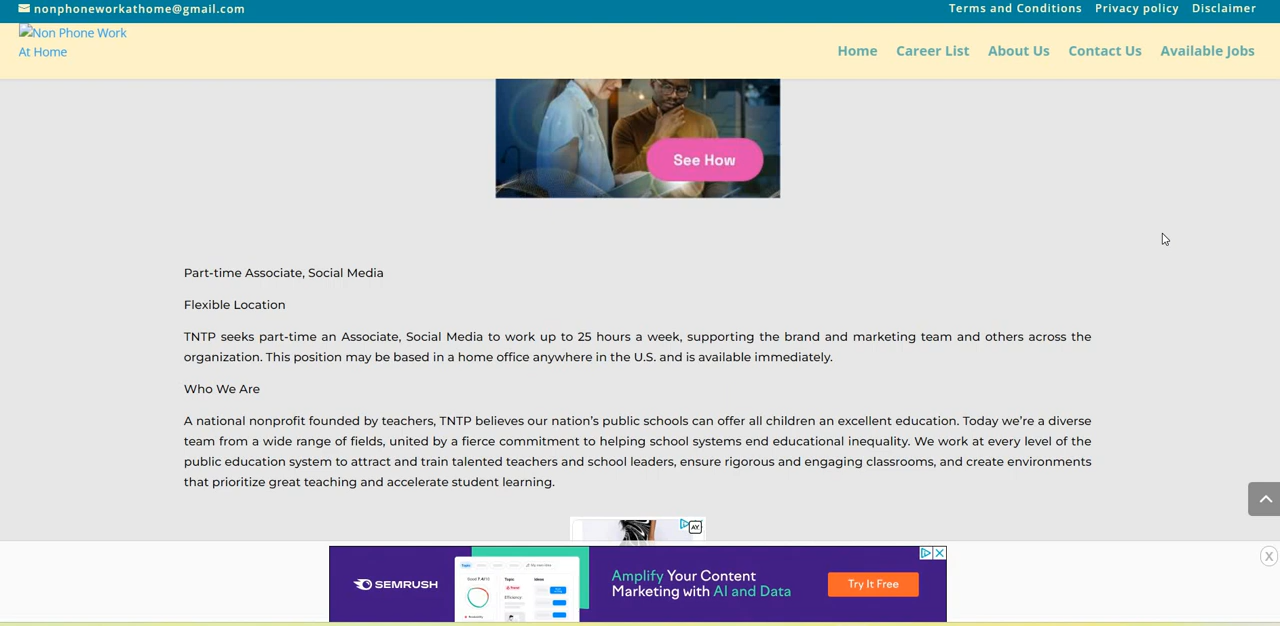 nonphoneworkathome@gmail.com
Terms and Conditions Privacy policy Disclaimer
Non Phone Work
At Home
Home Career List About Us Contact Us Available Jobs
See How
Part-time Associate, Social Media
Flexible Location
TNTP seeks part-time an Associate, Social Media to work up to 25 hours a week, supporting the brand and marketing team and others across the
organization. This position may be based in a home office anywhere in the U.S. and is available immediately.
Who We Are
A national nonprofit founded by teachers, TNTP believes our nation’s public schools can offer all children an excellent education. Today we’re a diverse
team from a wide range of fields, united by a fierce commitment to helping school systems end educational inequality. We work at every level of the
public education system to attract and train talented teachers and school leaders, ensure rigorous and engaging classrooms, and create environments
that prioritize great teaching and accelerate student learning.
AY
X
SEMRUSH
Amplify Your Content
Marketing with AI and Data
Try It Free